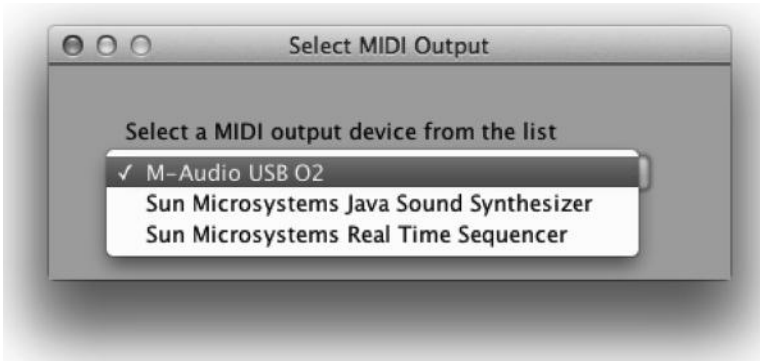 Select MIDI Output
Select a MIDI output device from the list
✓ M-Audio USB O2
Sun Microsystems Java Sound Synthesizer
Sun Microsystems Real Time Sequencer